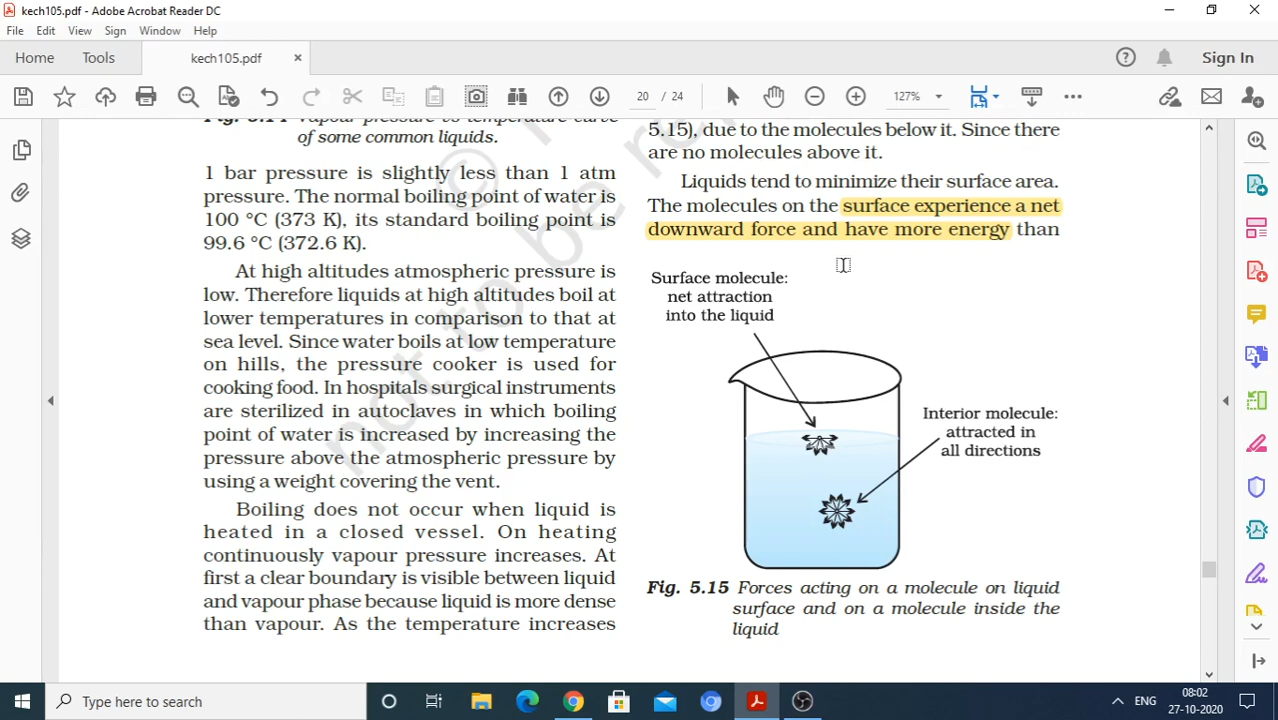 kech105.pdf - Adobe Acrobat Reader DC
File Edit View Sign Window Help
Home Tools kech105.pdf × Sign In
20 / 24 127%
Fig. 5.14 Vapour pressure vs temperature curve
of some common liquids.
1 bar pressure is slightly less than 1 atm
pressure. The normal boiling point of water is
100 °C (373 K), its standard boiling point is
99.6 °C (372.6 K).
At high altitudes atmospheric pressure is
low. Therefore liquids at high altitudes boil at
lower temperatures in comparison to that at
sea level. Since water boils at low temperature
on hills, the pressure cooker is used for
cooking food. In hospitals surgical instruments
are sterilized in autoclaves in which boiling
point of water is increased by increasing the
pressure above the atmospheric pressure by
using a weight covering the vent.
Boiling does not occur when liquid is
heated in a closed vessel. On heating
continuously vapour pressure increases. At
first a clear boundary is visible between liquid
and vapour phase because liquid is more dense
than vapour. As the temperature increases
5.15), due to the molecules below it. Since there
are no molecules above it.
Liquids tend to minimize their surface area.
The molecules on the surface experience a net
downward force and have more energy than
Surface molecule:
net attraction
into the liquid
Interior molecule:
attracted in
all directions
Fig. 5.15 Forces acting on a molecule on liquid
surface and on a molecule inside the
liquid
©
not to be re
Type here to search
ENG
08:02
27-10-2020